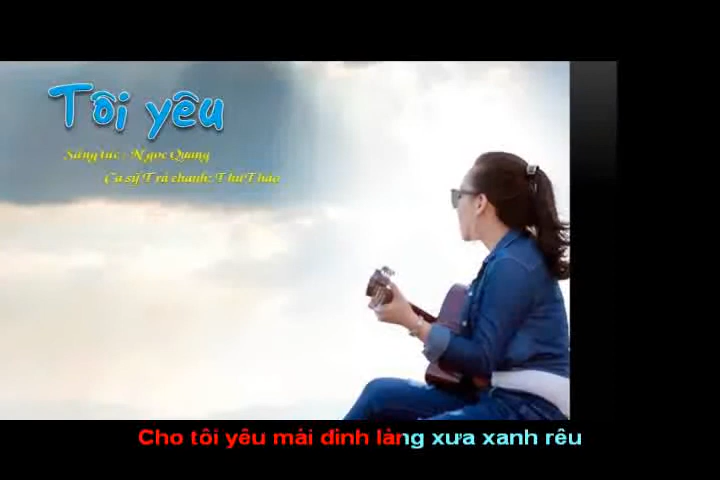 Tôi yêu
Sáng tác : Ngọc Quang
Ca sỹ Trà chanh: Thu Thảo
Cho tôi yêu mái đình làng xưa xanh rêu